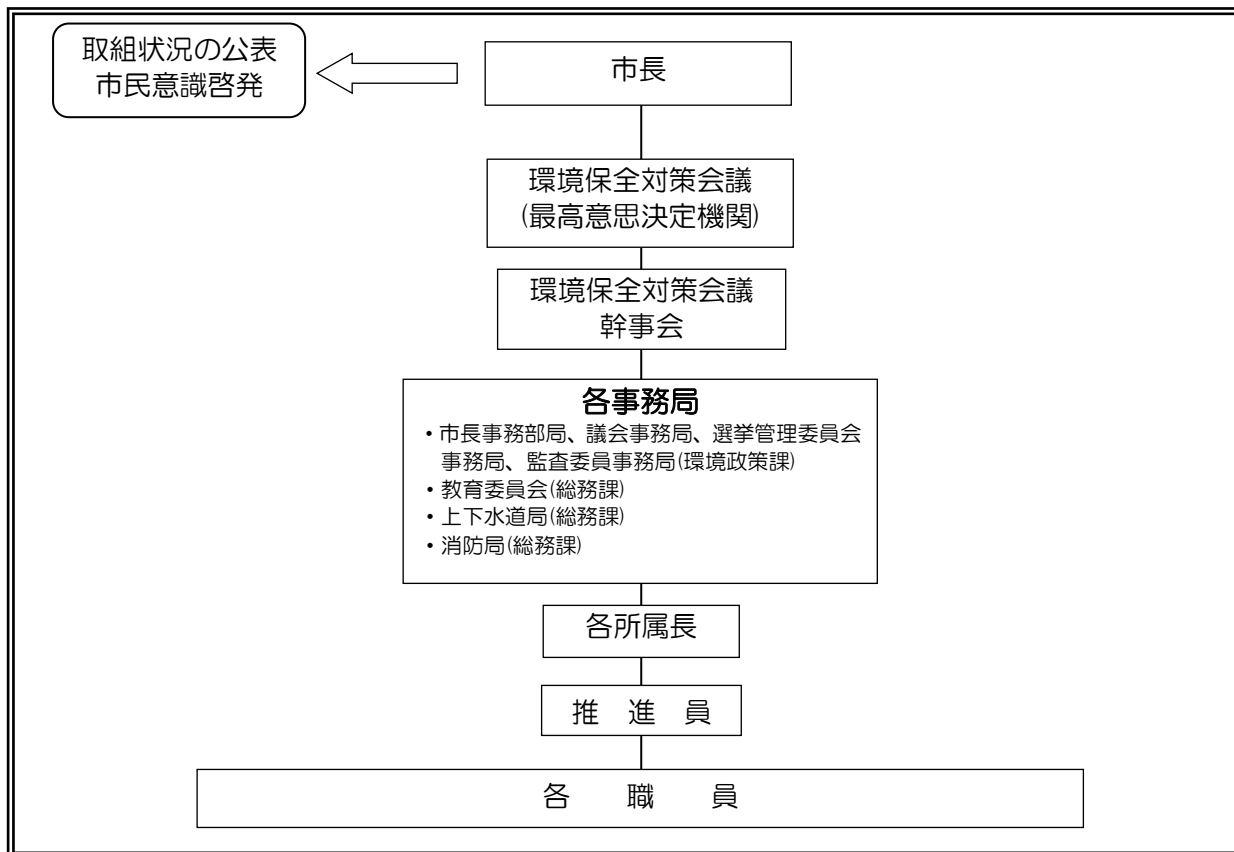 取組状況の公表
市民意識啓発
市長
環境保全対策会議
(最高意思決定機関)
環境保全対策会議
幹事会
各事務局
・市長事務部局、議会事務局、選挙管理委員会
事務局、監査委員事務局(環境政策課)
・教育委員会(総務課)
・上下水道局(総務課)
・消防局(総務課)
各所属長
推　進　員
各　　職　　員